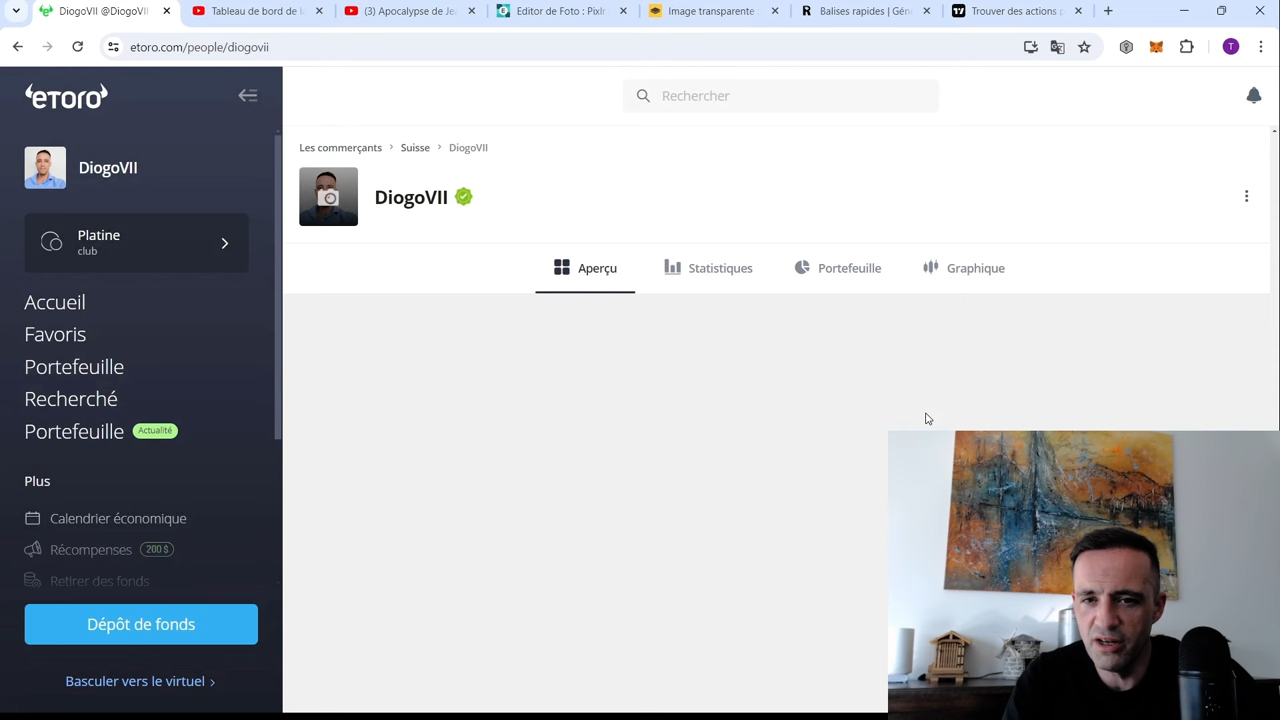 DiogoVII @DiogoVII
Tableau de bord de la
(3) Apocalypse de Jea
Editor de Foto : Pixlr
Image transparente
Balises rapides | Géné
Trouver des actions p
etoro.com/people/diogovii
T
eToro
Rechercher
DiogoVII
Platine
club
Accueil
Favoris
Portefeuille
Recherché
Portefeuille Actualité
Plus
Calendrier économique
Récompenses 200 $
Retirer des fonds
Dépôt de fonds
Basculer vers le virtuel
Les commerçants > Suisse > DiogoVII
DiogoVII
Aperçu Statistiques Portefeuille Graphique